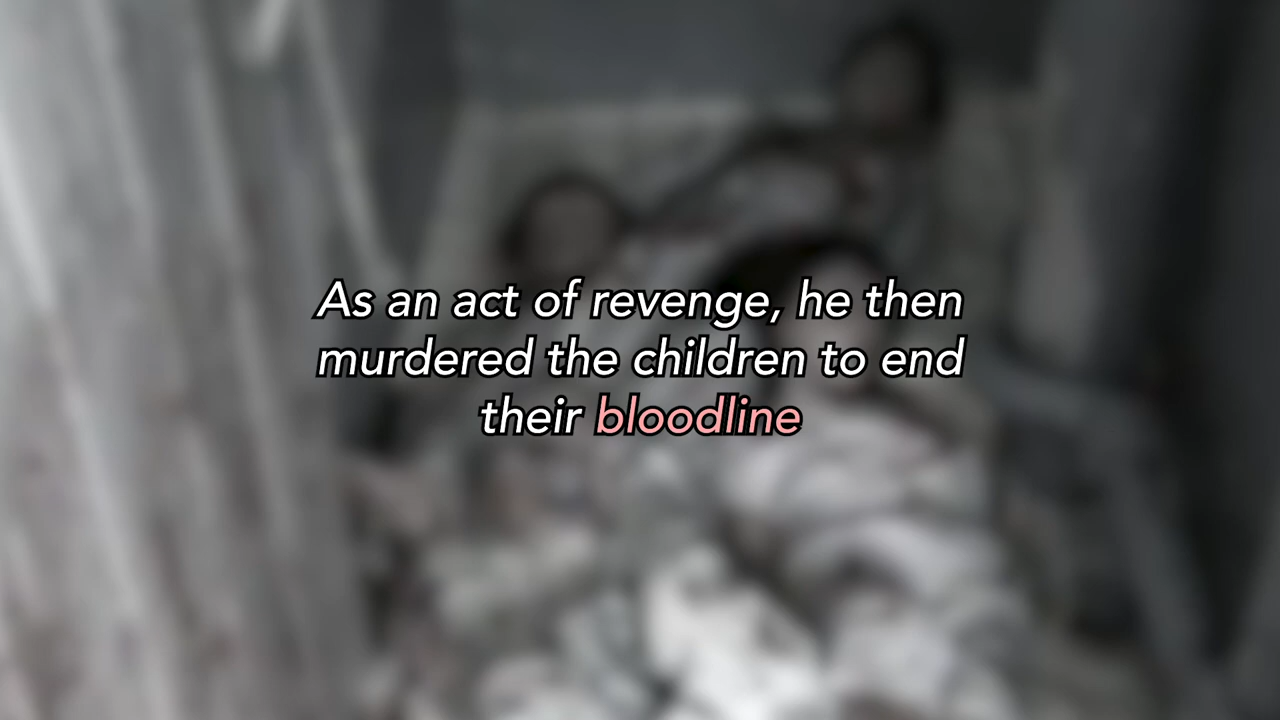 As an act of revenge, he then
murdered the children to end
their bloodline